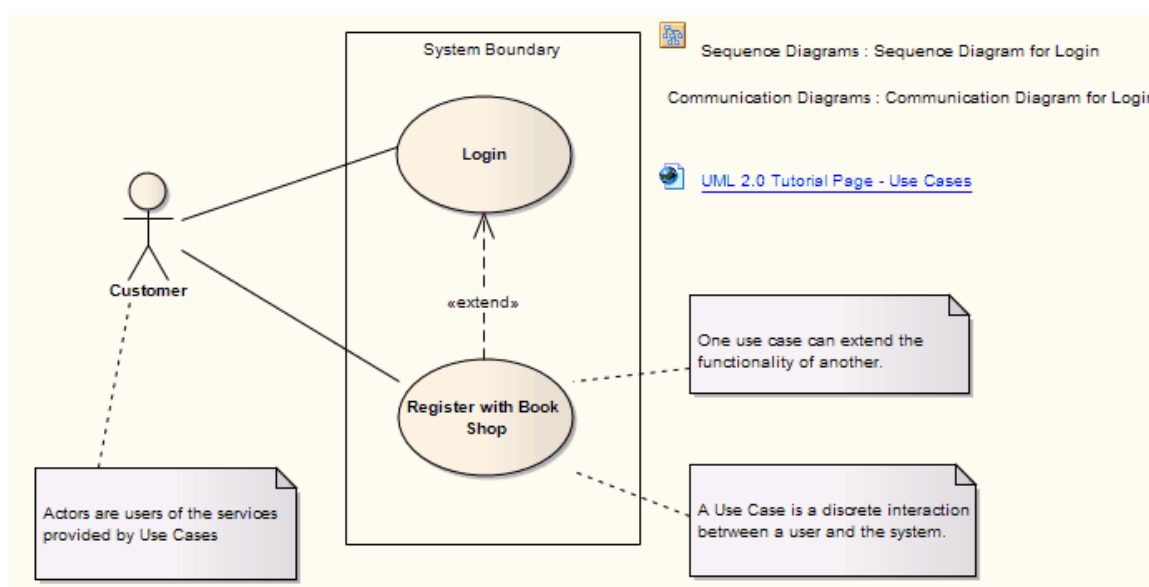 System Boundary
Sequence Diagrams : Sequence Diagram for Login
Communication Diagrams : Communication Diagram for Login
Login
UML 2.0 Tutorial Page - Use Cases
Customer
«extend»
One use case can extend the
functionality of another.
Register with Book
Shop
Actors are users of the services
provided by Use Cases
A Use Case is a discrete interaction
betrween a user and the system.